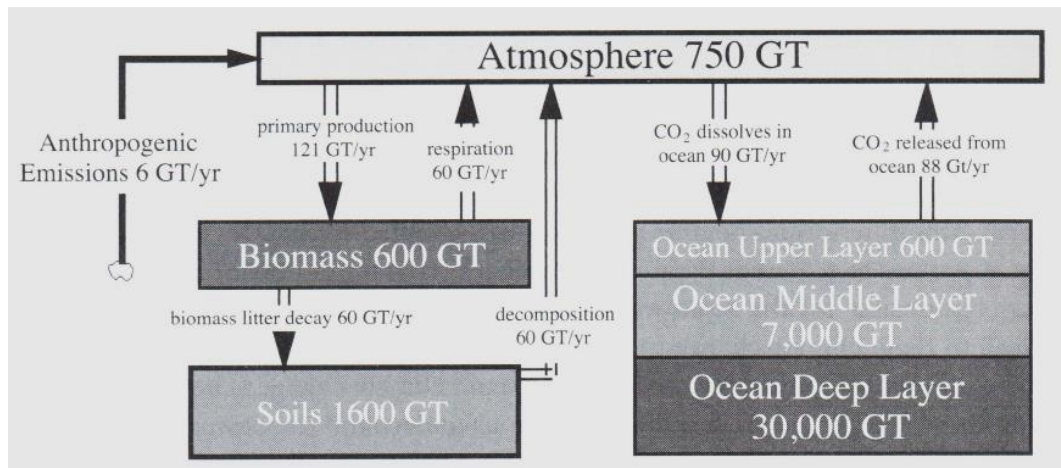 Atmosphere 750 GT
Anthropogenic
Emissions 6 GT/yr
primary production
121 GT/yr
respiration
60 GT/yr
CO₂ dissolves in
ocean 90 GT/yr
CO₂ released from
ocean 88 Gt/yr
Biomass 600 GT
biomass litter decay 60 GT/yr
decomposition
60 GT/yr
Soils 1600 GT
Ocean Upper Layer 600 GT
Ocean Middle Layer
7,000 GT
Ocean Deep Layer
30,000 GT